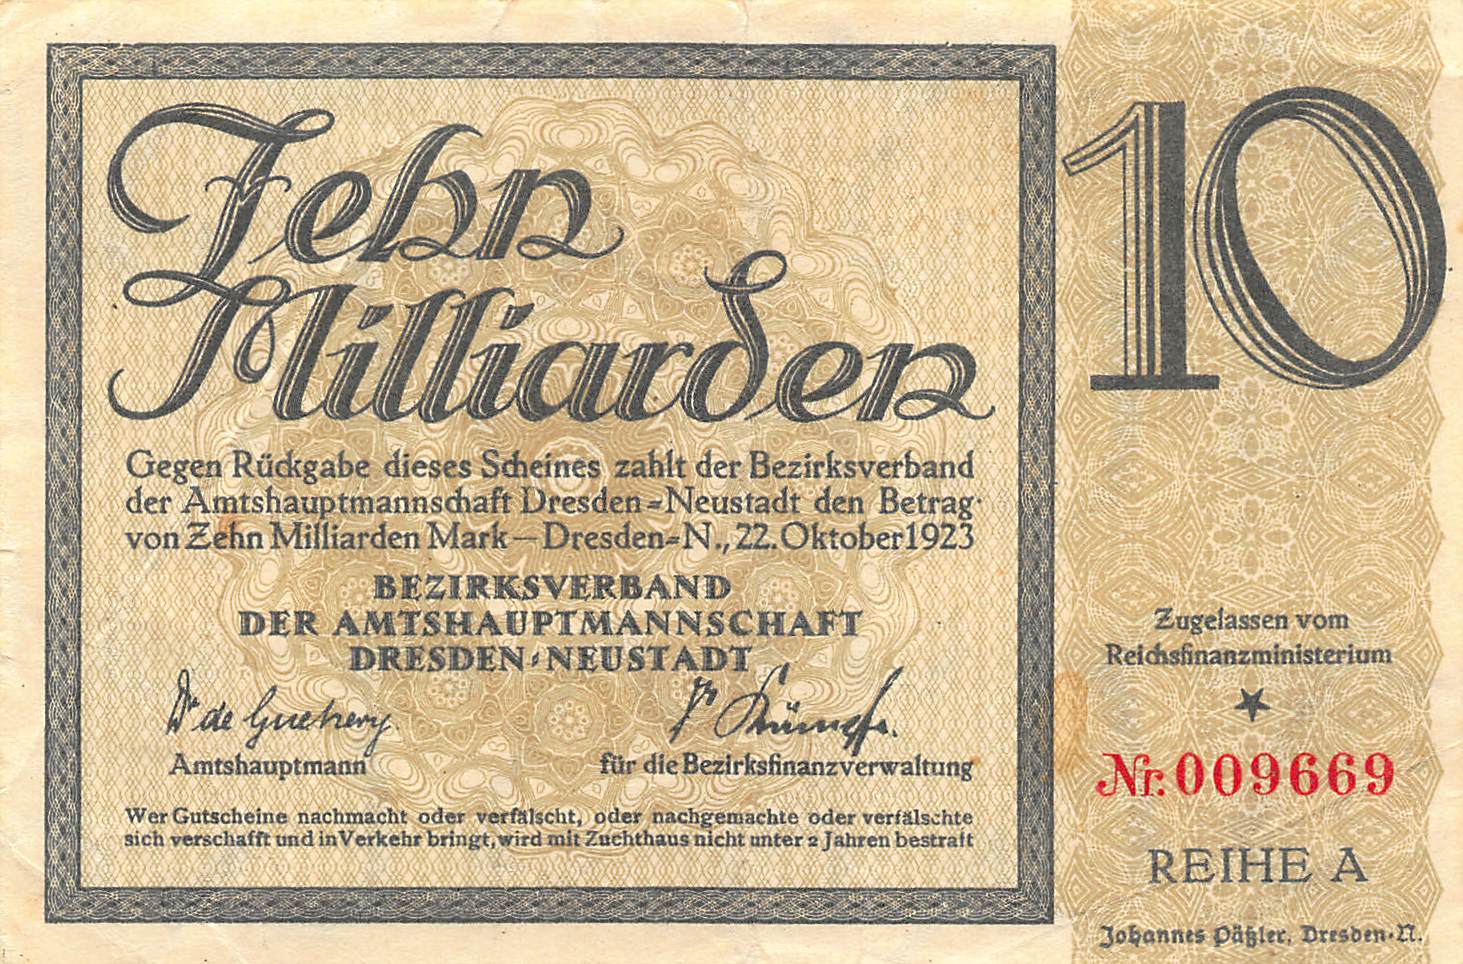 Zehn
Milliarden
Gegen Rückgabe dieses Scheines zahlt der Bezirksverband
der Amtshauptmannschaft Dresden=Neustadt den Betrag
von Zehn Milliarden Mark—Dresden=N., 22. Oktober 1923
BEZIRKSVERBAND
DER AMTSHAUPTMANNSCHAFT
DRESDEN=NEUSTADT
Dr de
Amtshauptmann
für die Bezirksfinanzverwaltung
Wer Gutscheine nachmacht oder verfälscht, oder nachgemachte oder verfälschte
sich verschafft und in Verkehr bringt, wird mit Zuchthaus nicht unter 2 Jahren bestraft
10
Zugelassen vom
Reichsfinanzministerium
Nr. 009669
REIHE A
Johannes Päßler, Dresden-N.